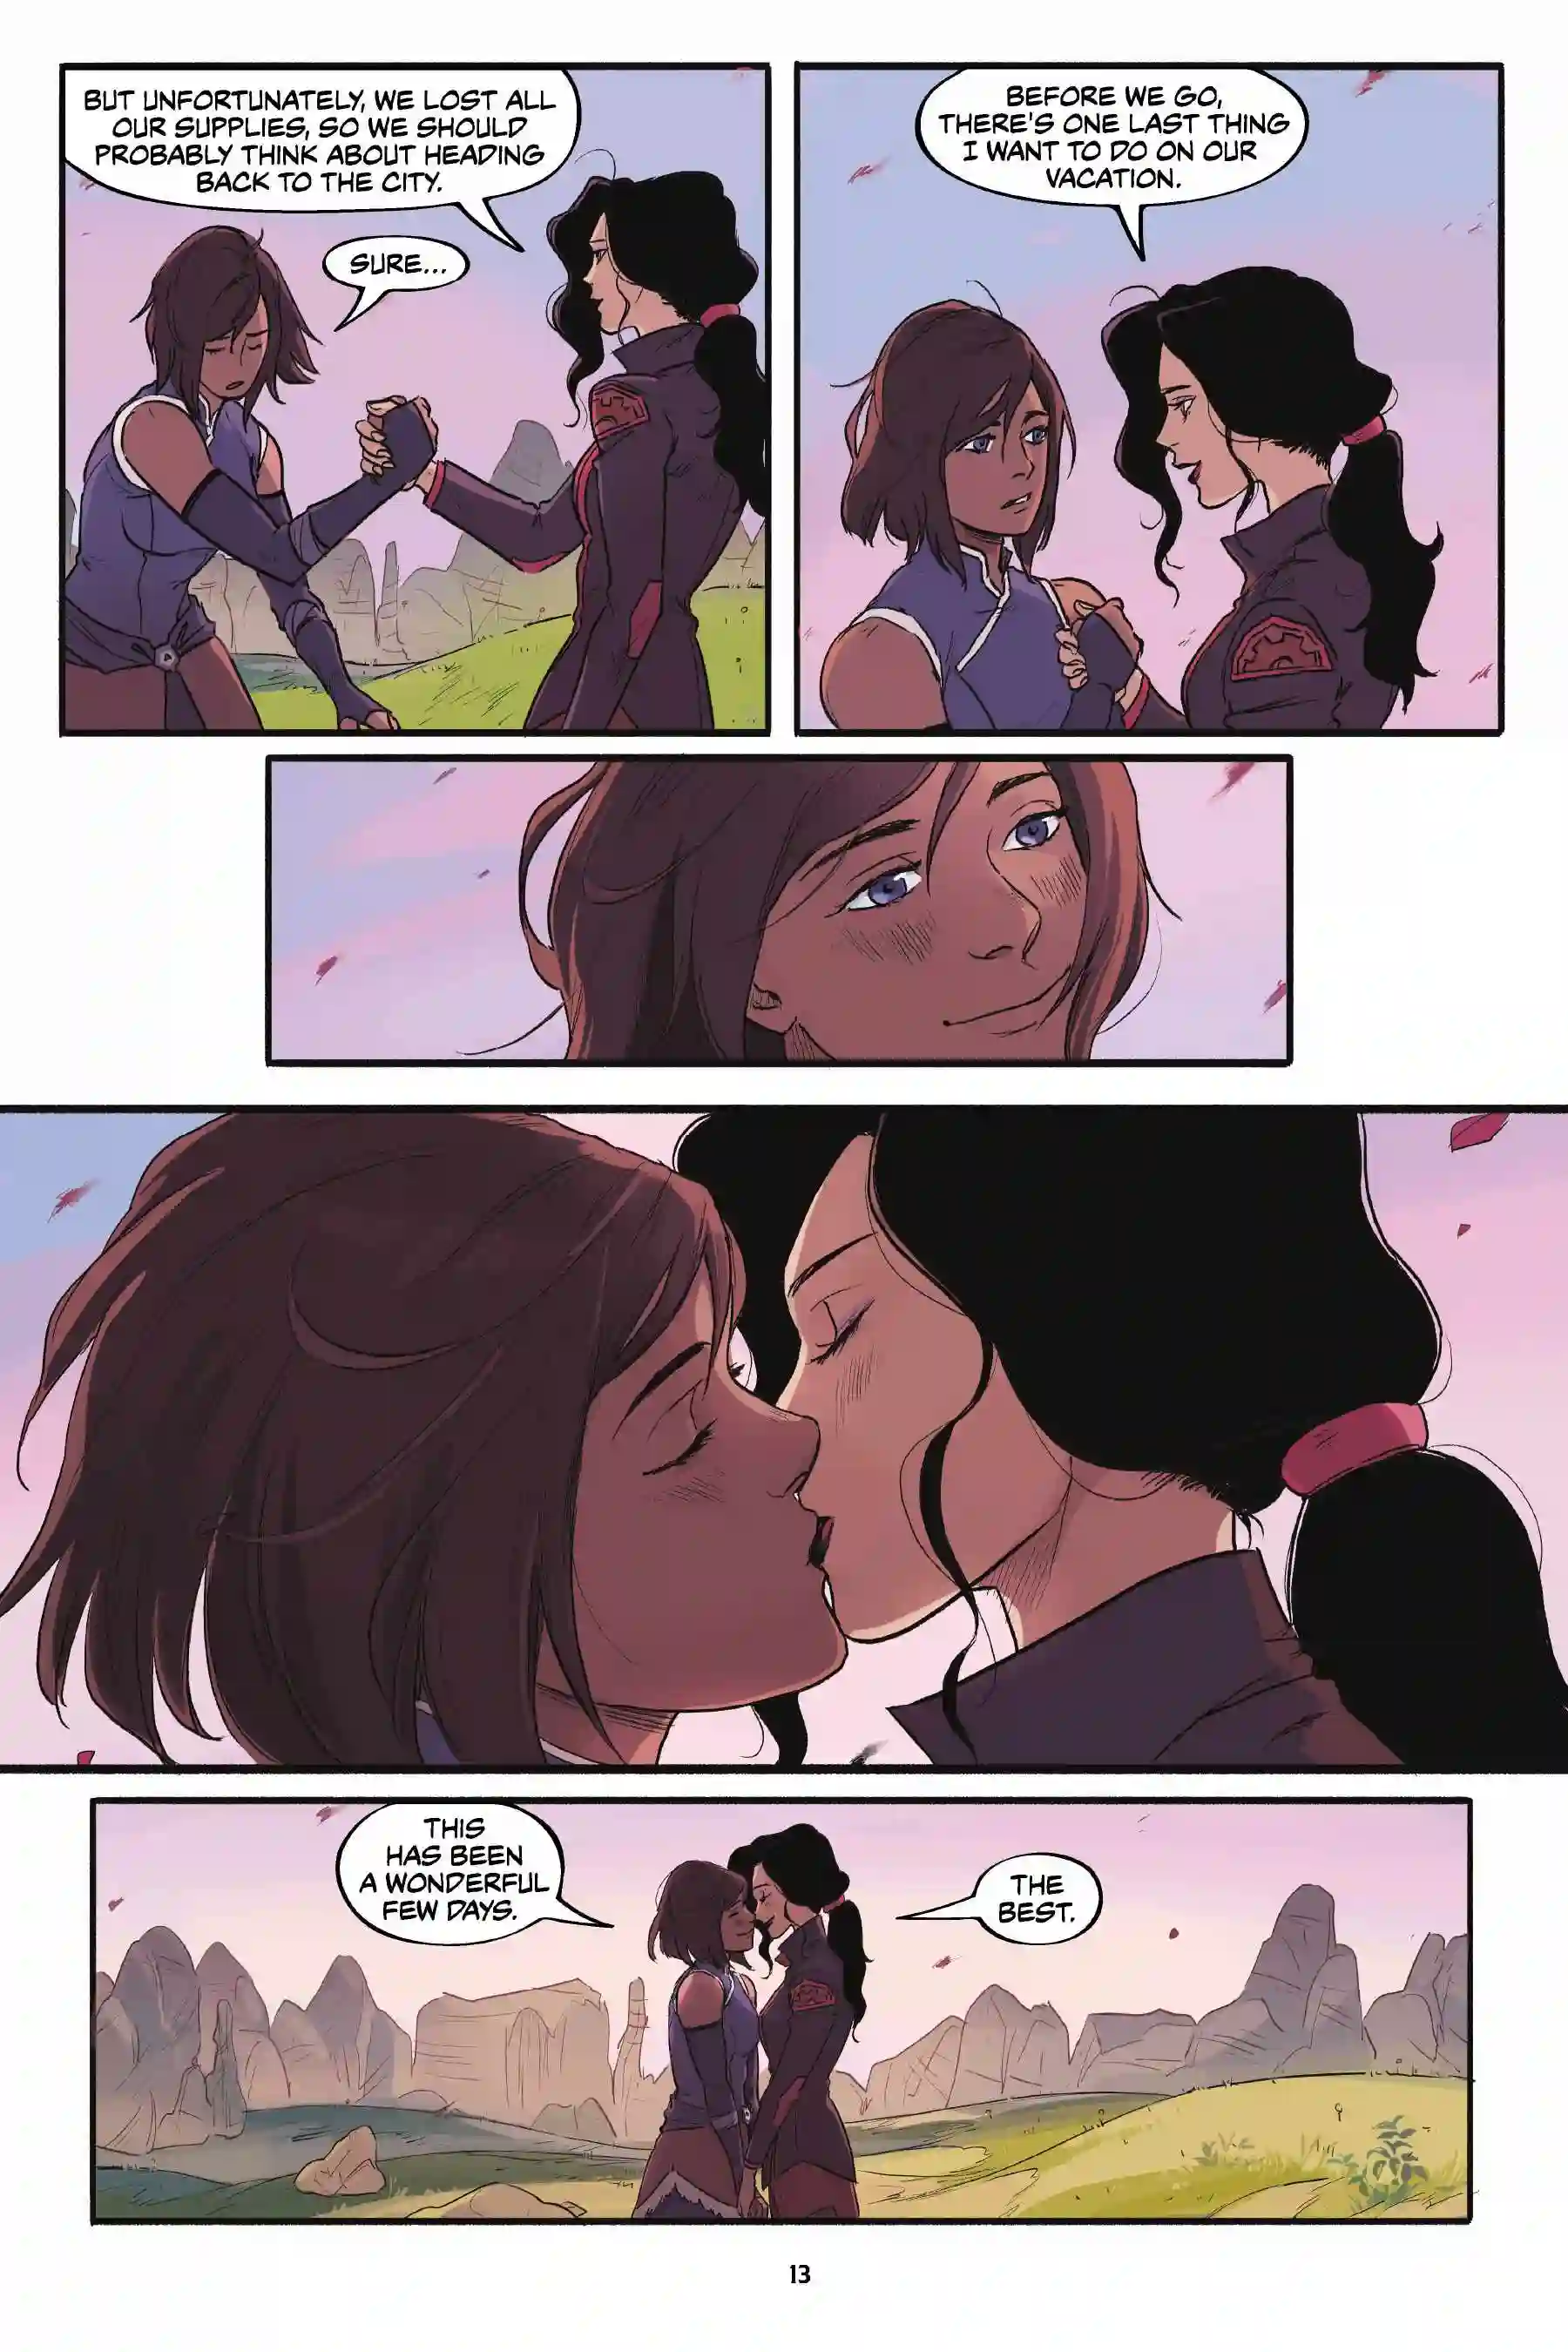 BUT UNFORTUNATELY, WE LOST ALL
OUR SUPPLIES, SO WE SHOULD
PROBABLY THINK ABOUT HEADING
BACK TO THE CITY.
SURE...
BEFORE WE GO,
THERE'S ONE LAST THING
I WANT TO DO ON OUR
VACATION.
THIS
HAS BEEN
A WONDERFUL
FEW DAYS.
THE
BEST.
13